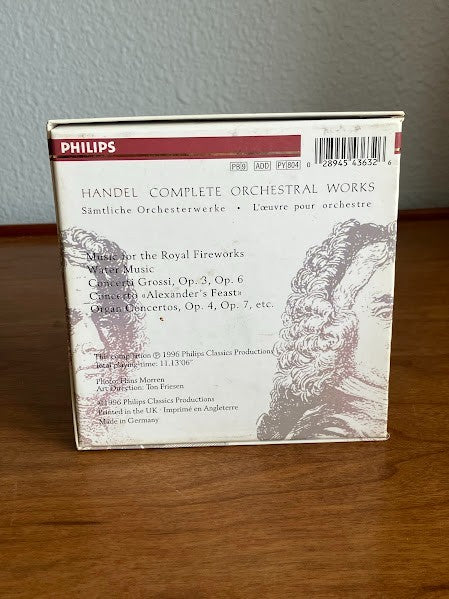 PHILIPS
PS 9 ADD PY 804
0 28945 43632 6
HANDEL COMPLETE ORCHESTRAL WORKS
Sämtliche Orchesterwerke • L'œuvre pour orchestre
Music for the Royal Fireworks
Water Music
Concerti Grossi, Op. 3, Op. 6
Concerto «Alexander's Feast»
Organ Concertos, Op. 4, Op. 7, etc.
This compilation ℗ 1996 Philips Classics Productions
Total playing time: 11.13'06"
Photo: Hans Morren
Art Direction: Ton Friesen
©1996 Philips Classics Productions
Printed in the UK · Imprimé en Angleterre
Made in Germany